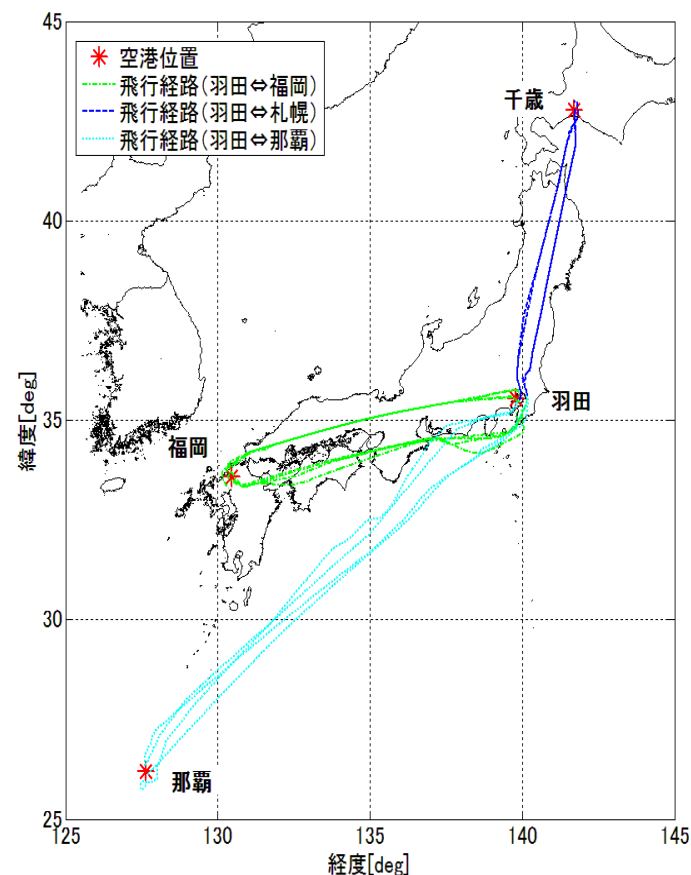 45
空港位置
飛行経路(羽田⇔福岡)
飛行経路(羽田⇔札幌)
飛行経路(羽田⇔那覇)
千歳
40
緯度[deg]
35
羽田
福岡
30
那覇
25
125
130
135
140
145
経度[deg]